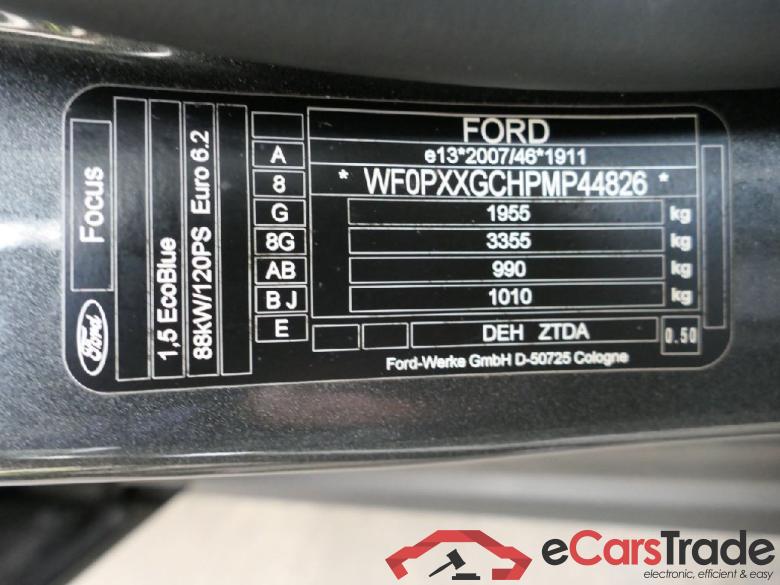 Ford
Focus
1,5 EcoBlue
88kW/120PS Euro 6.2
FORD
A e13*2007/46*1911
8 * WF0PXXGCHPMP44826 *
G 1955 kg
8G 3355 kg
AB 990 kg
B J 1010 kg
E DEH ZTDA 0.50
Ford-Werke GmbH D-50725 Cologne
eCarsTrade
electronic, efficient & easy